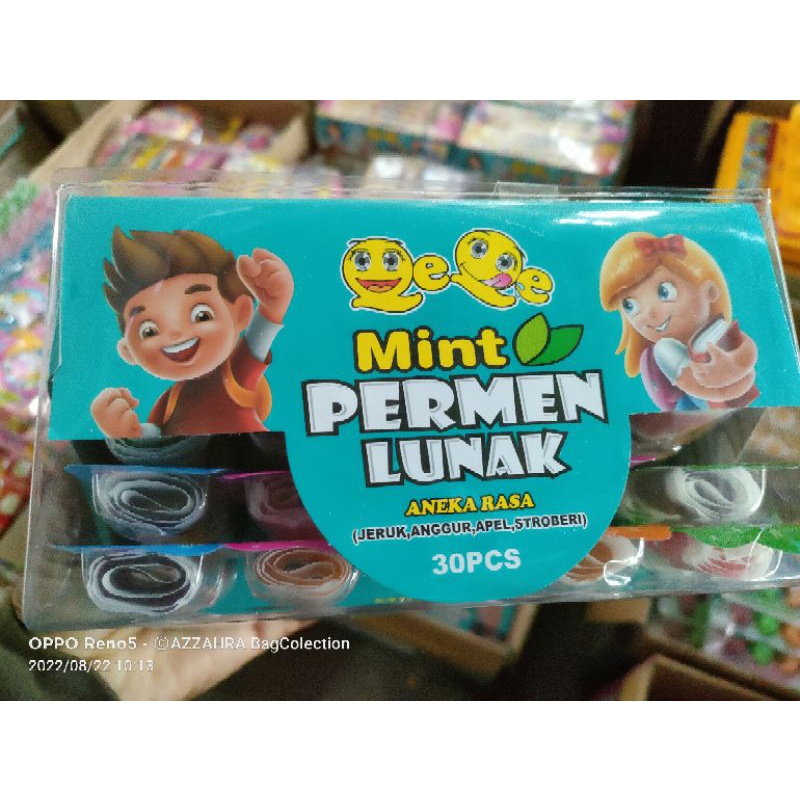 QeQe
Mint
PERMEN
LUNAK
ANEKA RASA
(JERUK,ANGGUR,APEL,STROBERI)
30PCS
OPPO Reno5 - ©AZZAHRA BagColection
2022/08/22 10:13